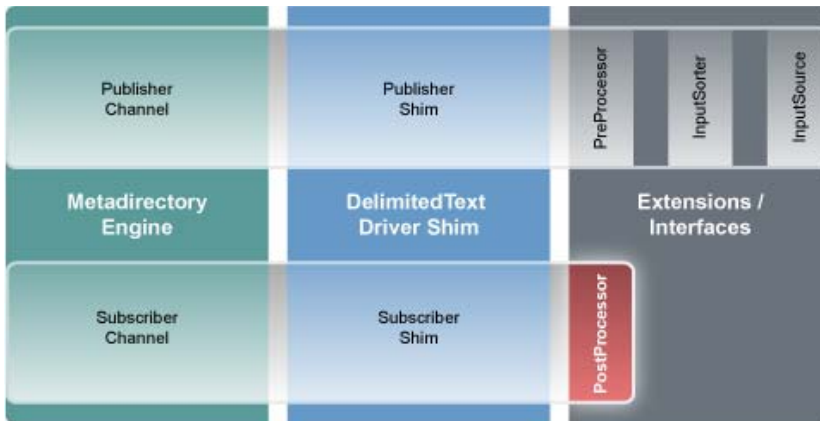 Publisher
Channel
Publisher
Shim
PreProcessor
InputSorter
InputSource
Metadirectory
Engine
DelimitedText
Driver Shim
Extensions /
Interfaces
Subscriber
Channel
Subscriber
Shim
PostProcessor